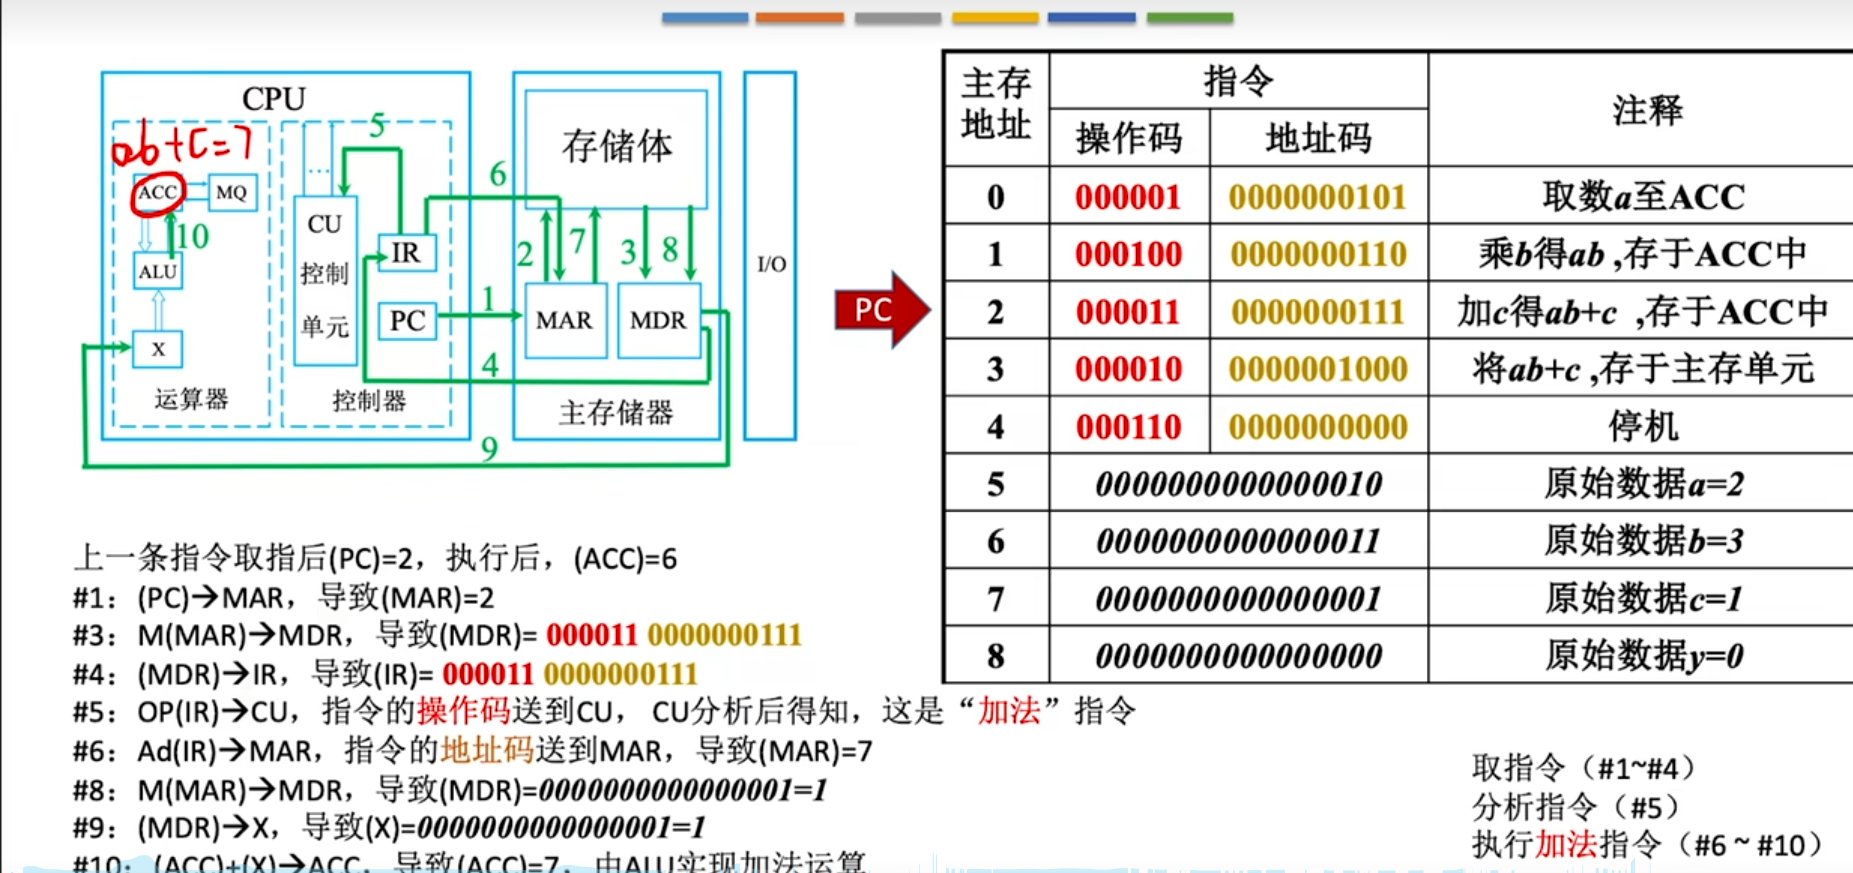 CPU
ab+c=7
ACC
MQ
10
ALU
X
运算器
5
...
CU
控制
单元
IR
PC
控制器
6
1
4
9
存储体
2
7
3
8
MAR
MDR
主存储器
I/O
PC
主存地址 指令 注释
操作码 地址码
0 000001 0000000101 取数a至ACC
1 000100 0000000110 乘b得ab ,存于ACC中
2 000011 0000000111 加c得ab+c ,存于ACC中
3 000010 0000001000 将ab+c ,存于主存单元
4 000110 0000000000 停机
5 0000000000000010 原始数据a=2
6 0000000000000011 原始数据b=3
7 0000000000000001 原始数据c=1
8 0000000000000000 原始数据y=0
上一条指令取指后(PC)=2，执行后，(ACC)=6
#1：(PC)→MAR，导致(MAR)=2
#3：M(MAR)→MDR，导致(MDR)= 000011 0000000111
#4：(MDR)→IR，导致(IR)= 000011 0000000111
#5：OP(IR)→CU，指令的操作码送到CU， CU分析后得知，这是“加法”指令
#6：Ad(IR)→MAR，指令的地址码送到MAR，导致(MAR)=7
#8：M(MAR)→MDR，导致(MDR)=0000000000000001=1
#9：(MDR)→X，导致(X)=0000000000000001=1
#10：(ACC)+(X)→ACC，导致(ACC)=7，由ALU实现加法运算
取指令（#1~#4）
分析指令（#5）
执行加法指令（#6 ~ #10）